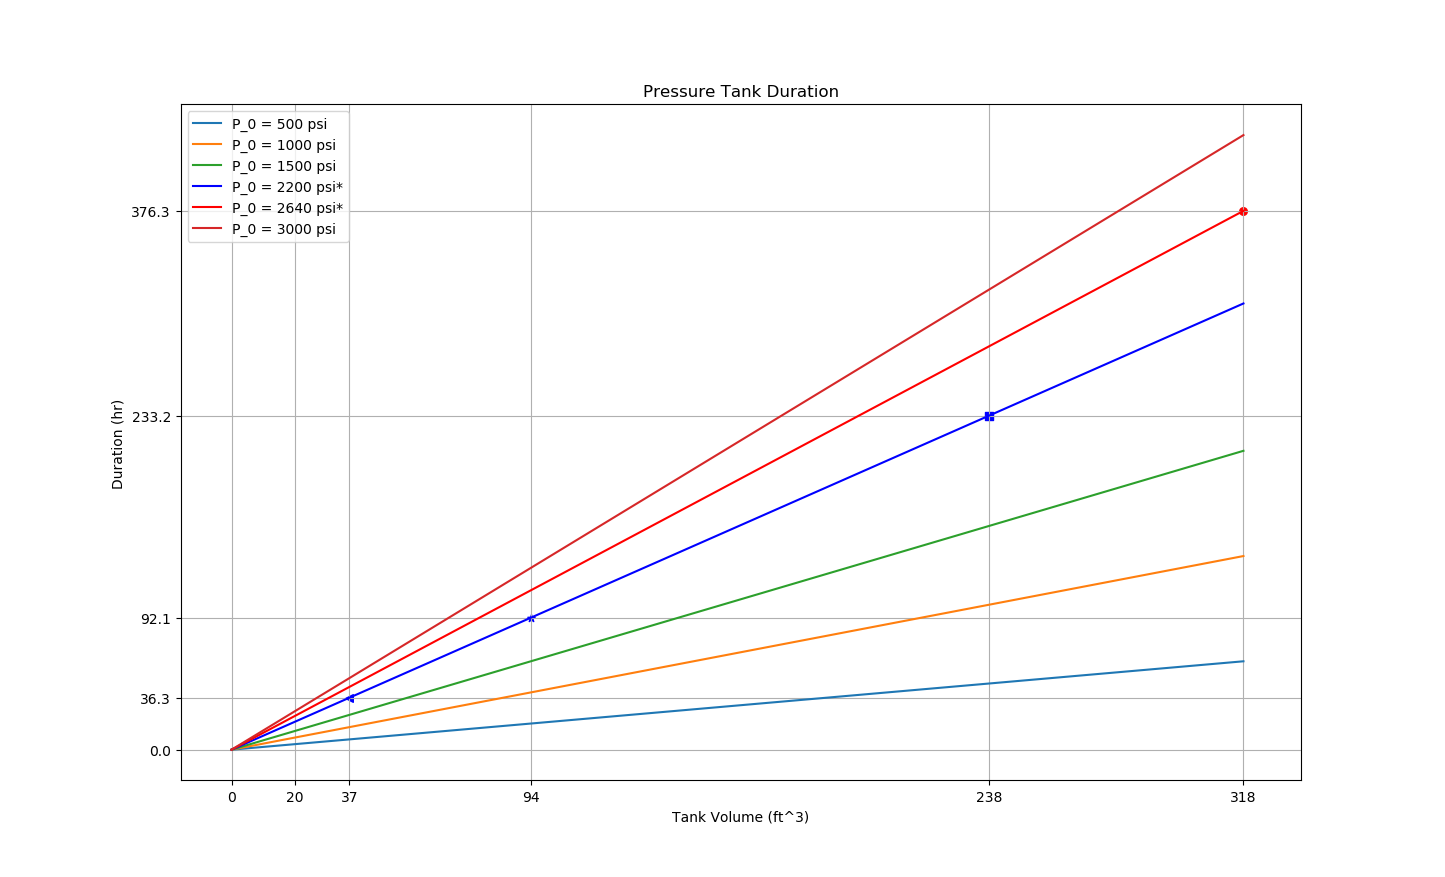 Pressure Tank Duration
P_0 = 500 psi
P_0 = 1000 psi
P_0 = 1500 psi
P_0 = 2200 psi*
P_0 = 2640 psi*
P_0 = 3000 psi
376.3
233.2
92.1
36.3
0.0
Duration (hr)
0 20 37 94 238 318
Tank Volume (ft^3)